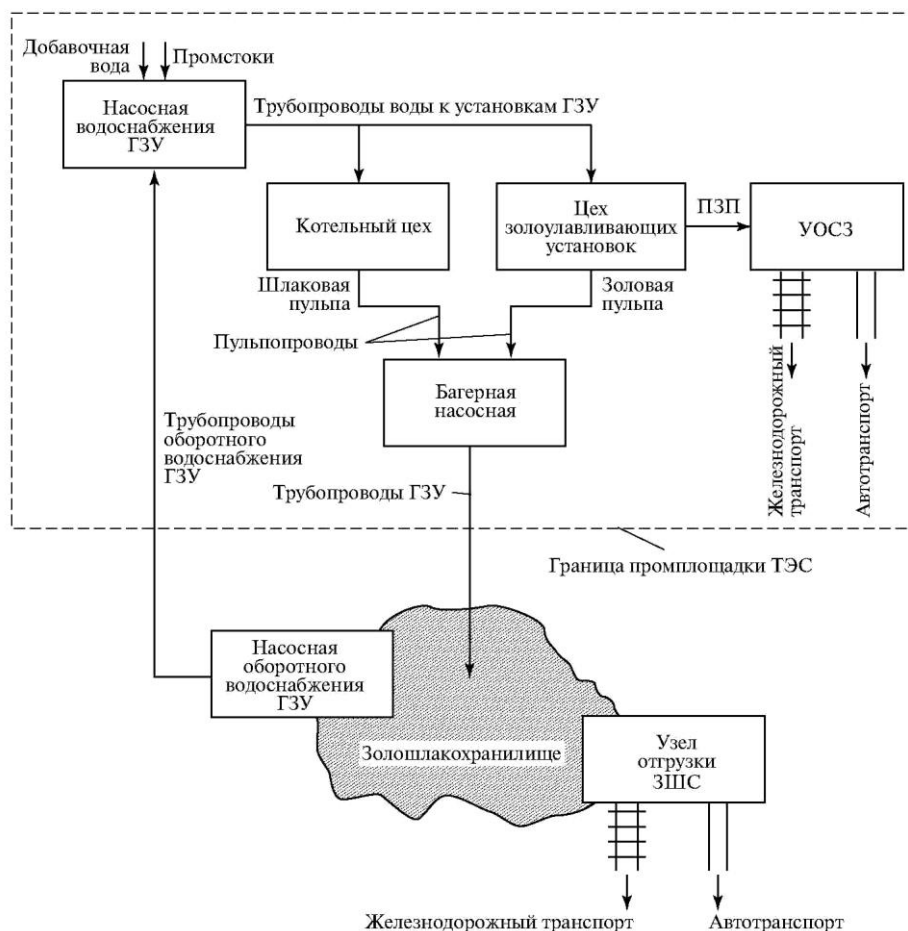 Добавочная
вода
Промстоки
Насосная
водоснабжения
ГЗУ
Трубопроводы воды к установкам ГЗУ
Котельный цех
Цех
золоулавливающих
установок
ПЗП
УОСЗ
Шлаковая
пульпа
Золовая
пульпа
Пульпопроводы
Багерная
насосная
Железнодорожный
транспорт
Автотранспорт
Трубопроводы
оборотного
водоснабжения
ГЗУ
Трубопроводы ГЗУ
Граница промплощадки ТЭС
Насосная
оборотного
водоснабжения
ГЗУ
Золошлакохранилище
Узел
отгрузки
ЗШС
Железнодорожный транспорт
Автотранспорт